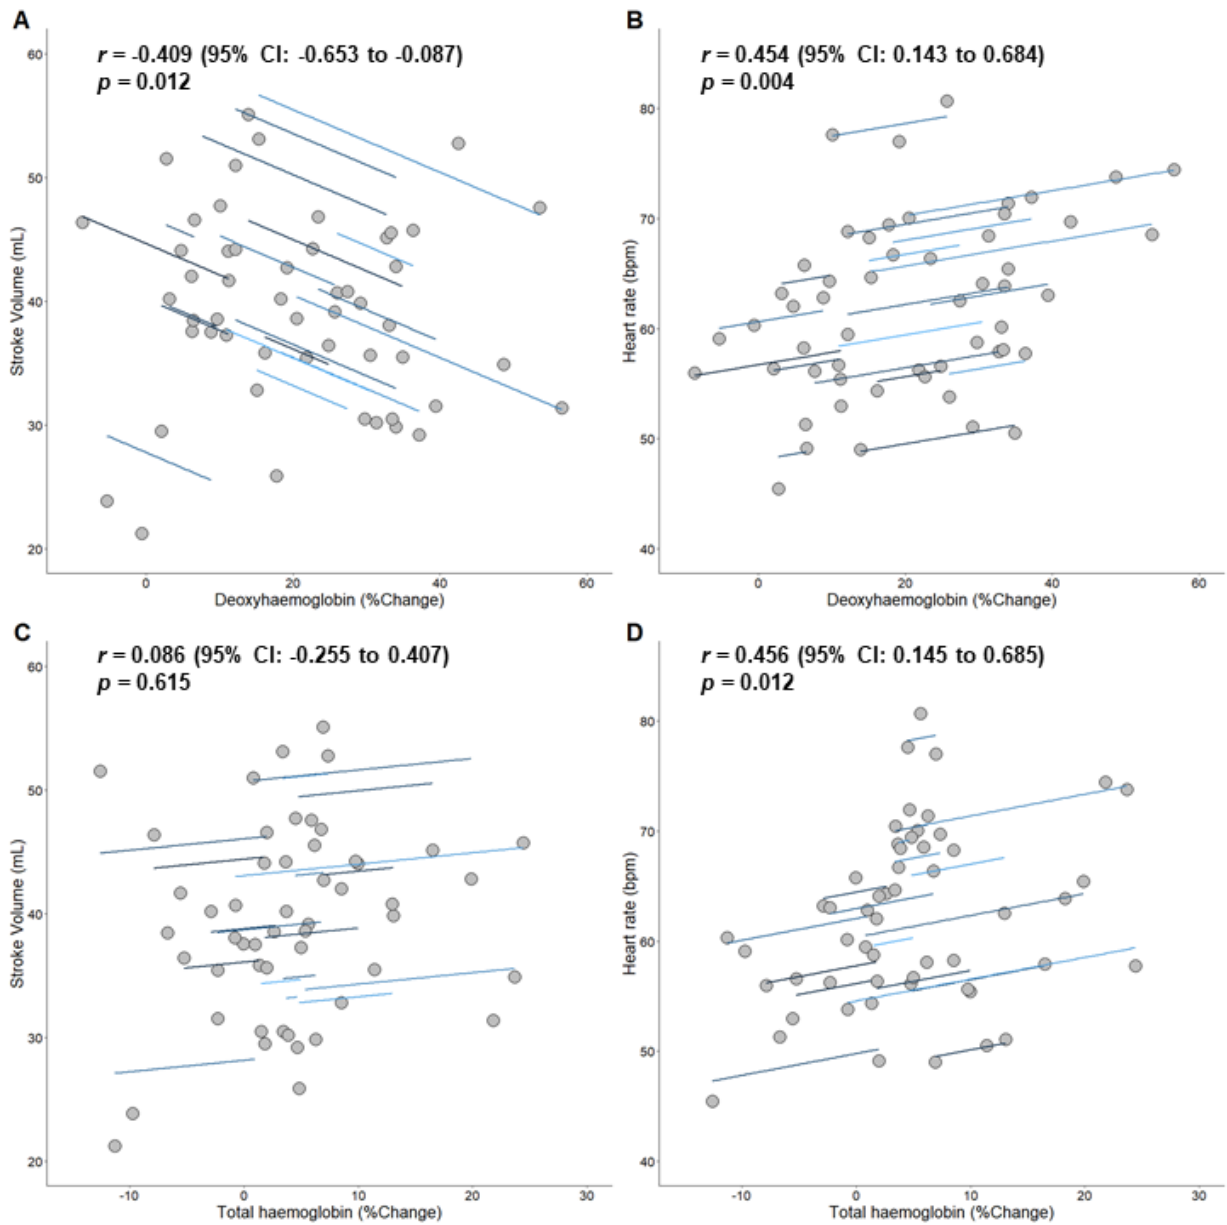 A
r = -0.409 (95% CI: -0.653 to -0.087)
p = 0.012
60
50
40
30
20
Stroke Volume (mL)
0 20 40 60
Deoxyhaemoglobin (%Change)
B
r = 0.454 (95% CI: 0.143 to 0.684)
p = 0.004
80
70
60
50
40
Heart rate (bpm)
0 20 40 60
Deoxyhaemoglobin (%Change)
C
r = 0.086 (95% CI: -0.255 to 0.407)
p = 0.615
60
50
40
30
20
Stroke Volume (mL)
-10 0 10 20 30
Total haemoglobin (%Change)
D
r = 0.456 (95% CI: 0.145 to 0.685)
p = 0.012
80
70
60
50
40
Heart rate (bpm)
-10 0 10 20 30
Total haemoglobin (%Change)